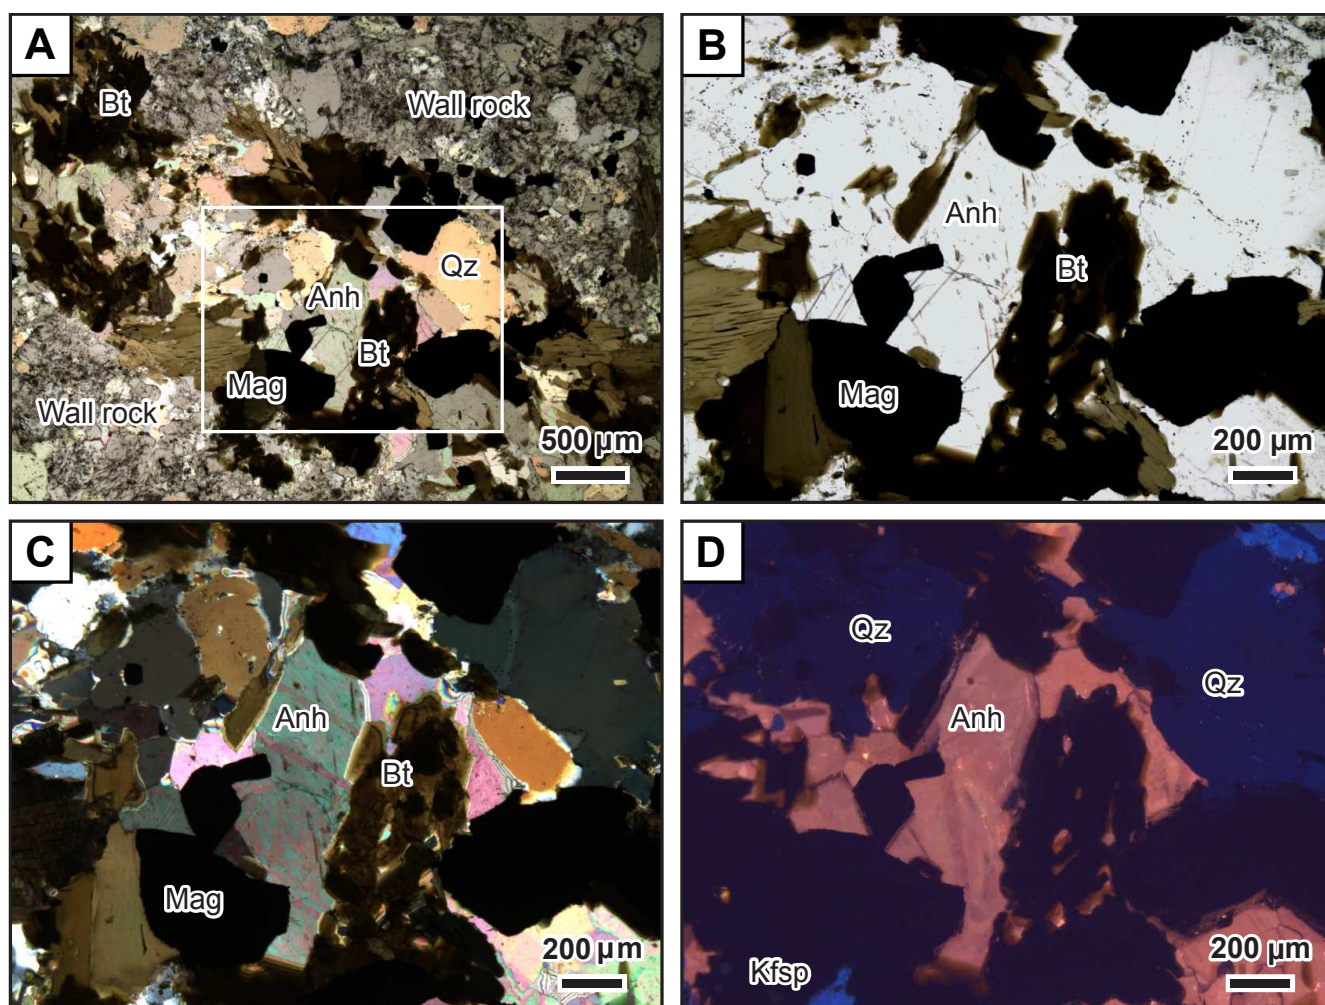 A
Bt
Wall rock
Qz
Anh
Bt
Mag
Wall rock
500 µm
B
Anh
Bt
Mag
200 µm
C
Anh
Bt
Mag
200 µm
D
Qz
Qz
Anh
Kfsp
200 µm